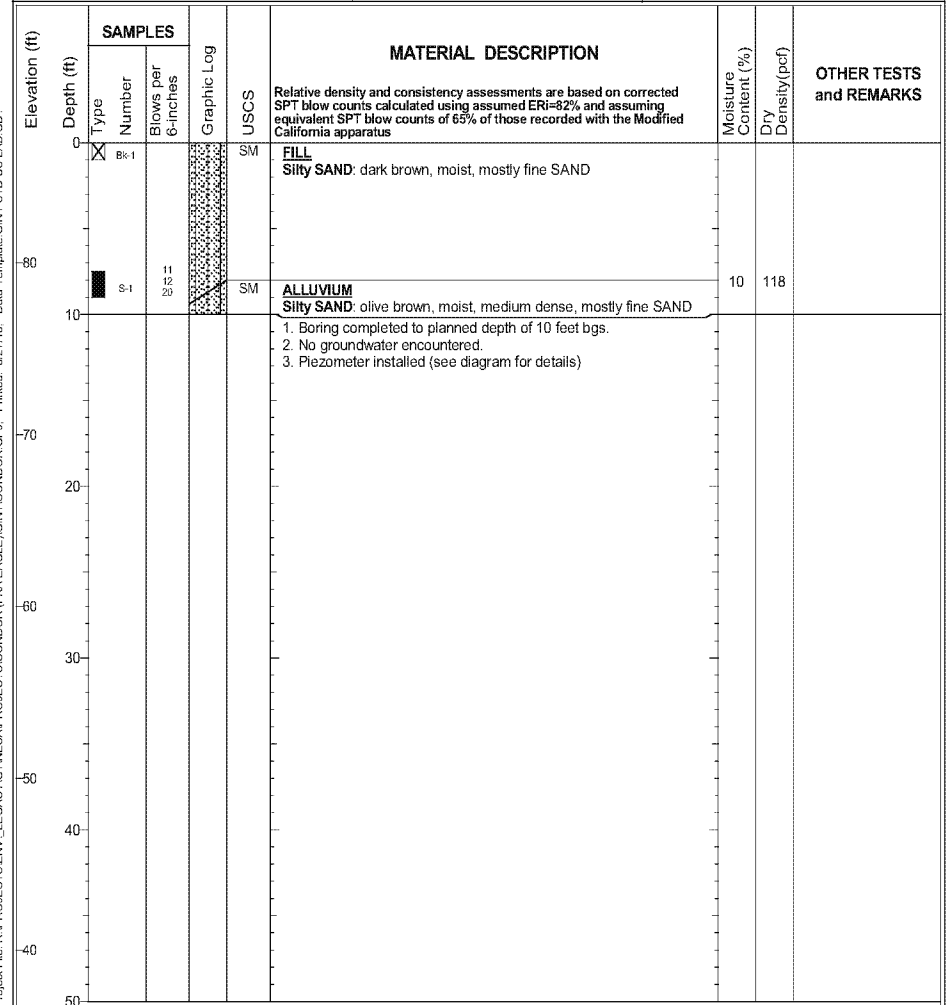 SAMPLES
Elevation (ft)
Depth (ft)
Type
Number
Blows per
6-inches
Graphic Log
USCS
MATERIAL DESCRIPTION
Relative density and consistency assessments are based on corrected
SPT blow counts calculated using assumed ERi=82% and assuming
equivalent SPT blow counts of 65% of those recorded with the Modified
California apparatus
Moisture
Content (%)
Dry
Density(pcf)
OTHER TESTS
and REMARKS
0
Bk-1
SM
FILL
Silty SAND: dark brown, moist, mostly fine SAND
80
S-1
11
12
20
SM
ALLUVIUM
Silty SAND: olive brown, moist, medium dense, mostly fine SAND
10
118
10
1. Boring completed to planned depth of 10 feet bgs.
2. No groundwater encountered.
3. Piezometer installed (see diagram for details)
70
20
60
30
50
40
40
50